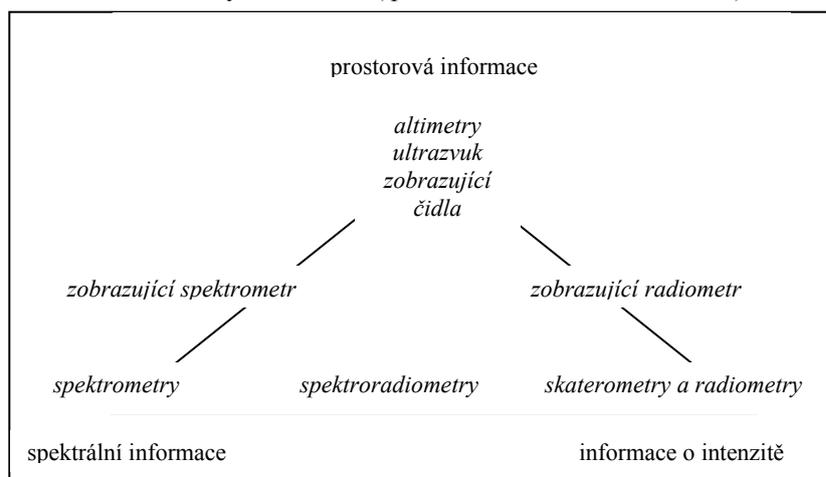 prostorová informace
altimetry
ultrazvuk
zobrazující
čidla
zobrazující spektrometr zobrazující radiometr
spektrometry spektroradiometry skaterometry a radiometry
spektrální informace informace o intenzitě